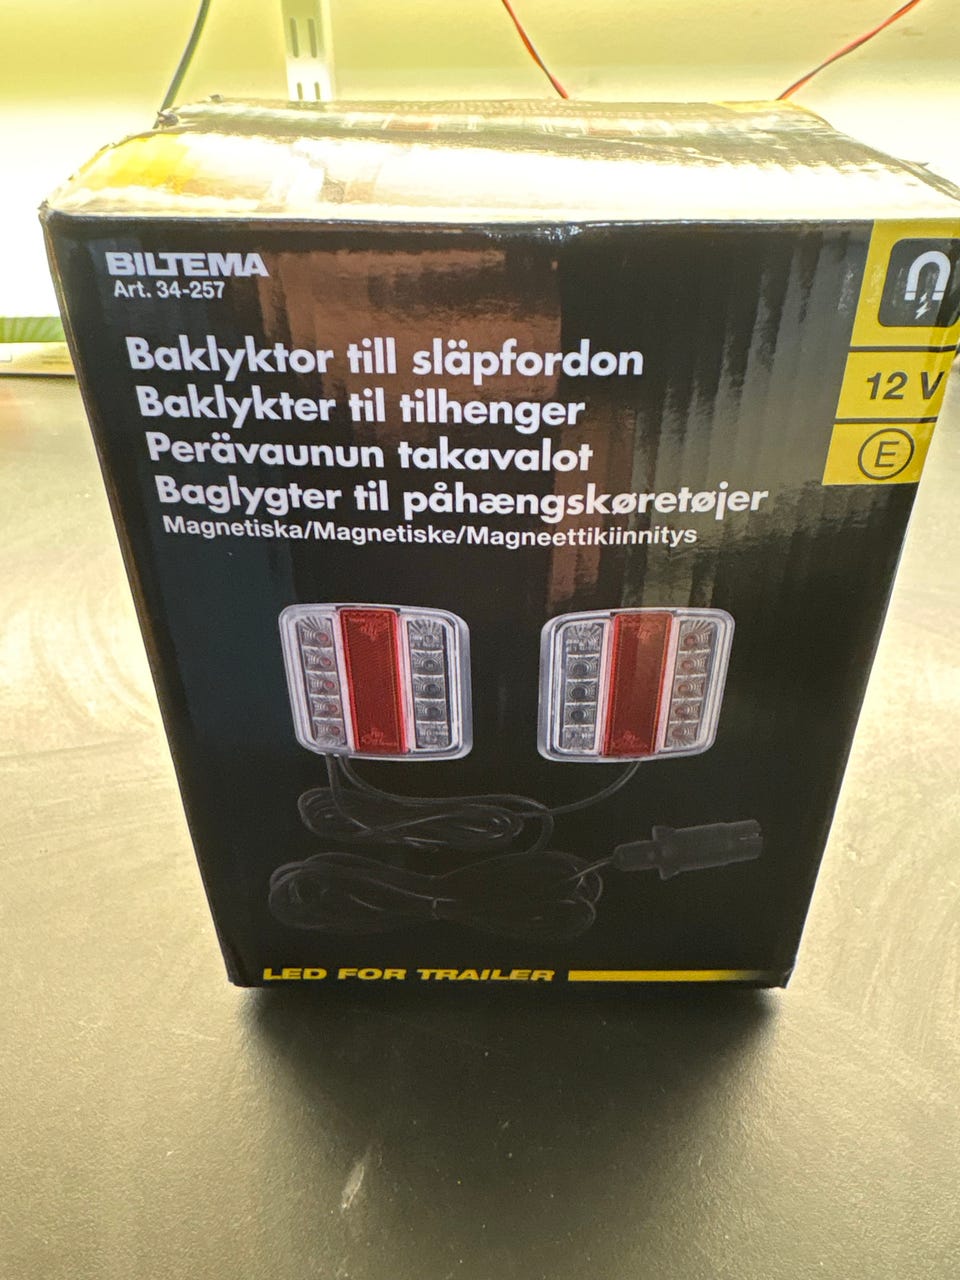 BILTEMA
Art. 34-257
Baklyktor till släpfordon
Baklykter til tilhenger
Perävaunun takavalot
Baglygter til påhængskøretøjer
Magnetiska/Magnetiske/Magneettikiinnitys
12 V
E
LED FOR TRAILER